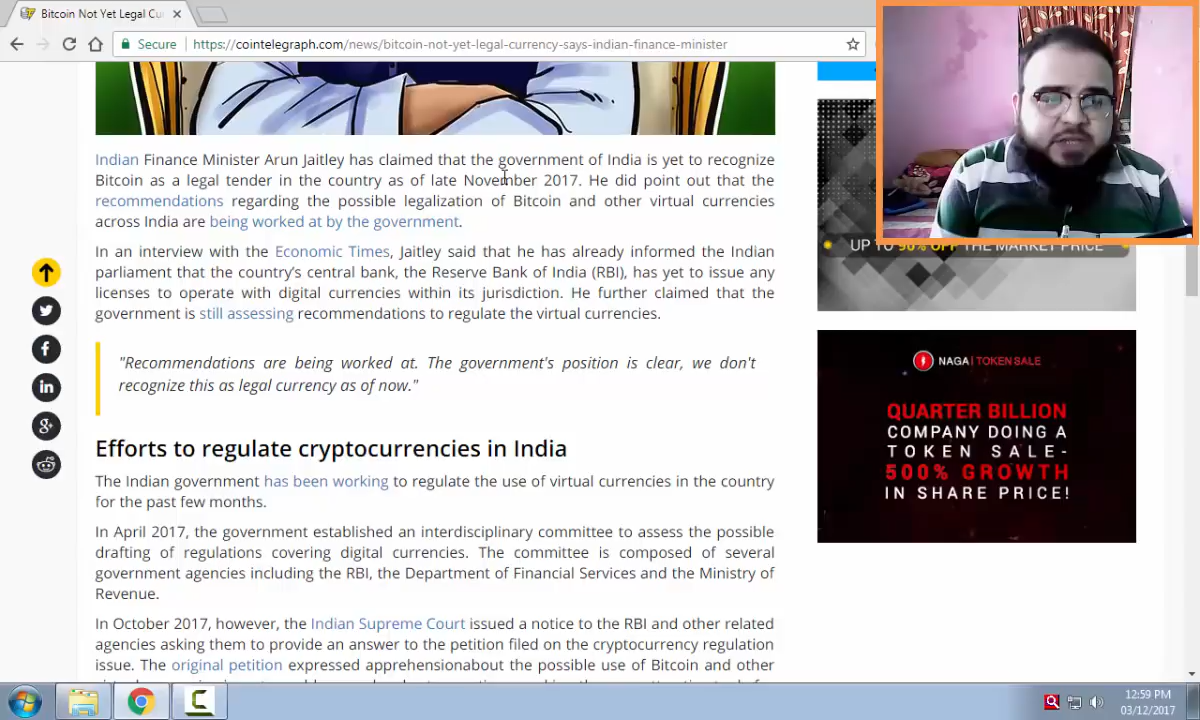 Bitcoin Not Yet Legal Cu
Secure
https://cointelegraph.com/news/bitcoin-not-yet-legal-currency-says-indian-finance-minister
Indian Finance Minister Arun Jaitley has claimed that the government of India is yet to recognize
Bitcoin as a legal tender in the country as of late November 2017. He did point out that the
recommendations regarding the possible legalization of Bitcoin and other virtual currencies
across India are being worked at by the government.
In an interview with the Economic Times, Jaitley said that he has already informed the Indian
parliament that the country's central bank, the Reserve Bank of India (RBI), has yet to issue any
licenses to operate with digital currencies within its jurisdiction. He further claimed that the
government is still assessing recommendations to regulate the virtual currencies.
"Recommendations are being worked at. The government's position is clear, we don't
recognize this as legal currency as of now."
Efforts to regulate cryptocurrencies in India
The Indian government has been working to regulate the use of virtual currencies in the country
for the past few months.
In April 2017, the government established an interdisciplinary committee to assess the possible
drafting of regulations covering digital currencies. The committee is composed of several
government agencies including the RBI, the Department of Financial Services and the Ministry of
Revenue.
In October 2017, however, the Indian Supreme Court issued a notice to the RBI and other related
agencies asking them to provide an answer to the petition filed on the cryptocurrency regulation
issue. The original petition expressed apprehensionabout the possible use of Bitcoin and other
UP TO 90% OFF THE MARKET PRICE
NAGA | TOKEN SALE
QUARTER BILLION
COMPANY DOING A
TOKEN SALE-
500% GROWTH
IN SHARE PRICE!
12:59 PM
03/12/2017